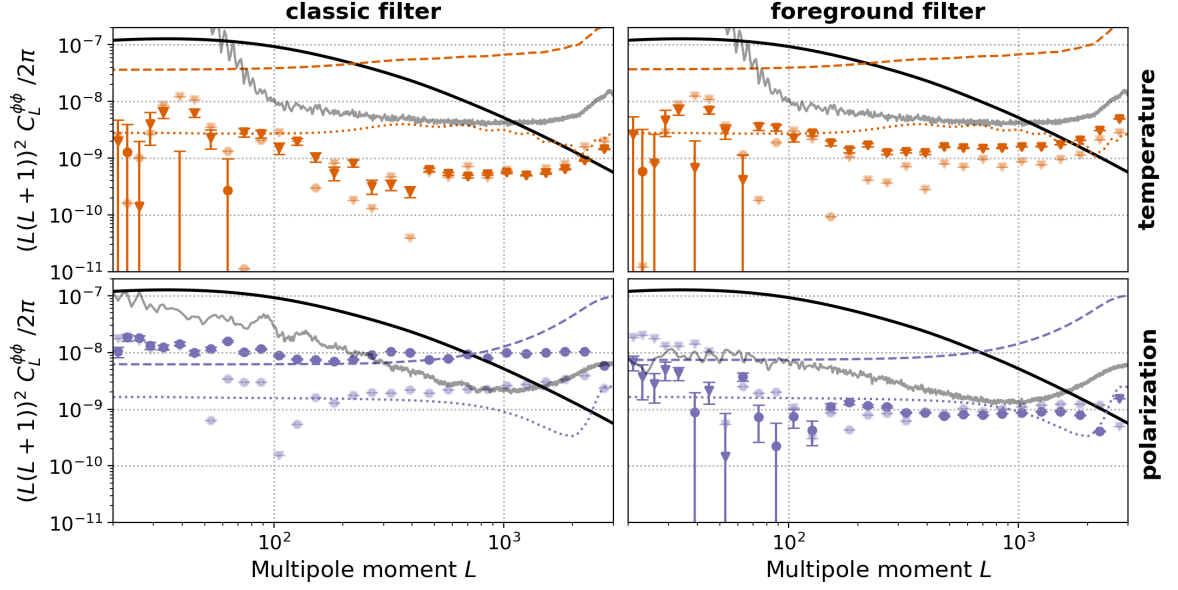 classic filter
foreground filter
10⁻⁷
10⁻⁸
10⁻⁹
10⁻¹⁰
10⁻¹¹
(L(L + 1))² C_L^ϕϕ /2π
temperature
10⁻⁷
10⁻⁸
10⁻⁹
10⁻¹⁰
10⁻¹¹
(L(L + 1))² C_L^ϕϕ /2π
polarization
10²
10³
10²
10³
Multipole moment L
Multipole moment L